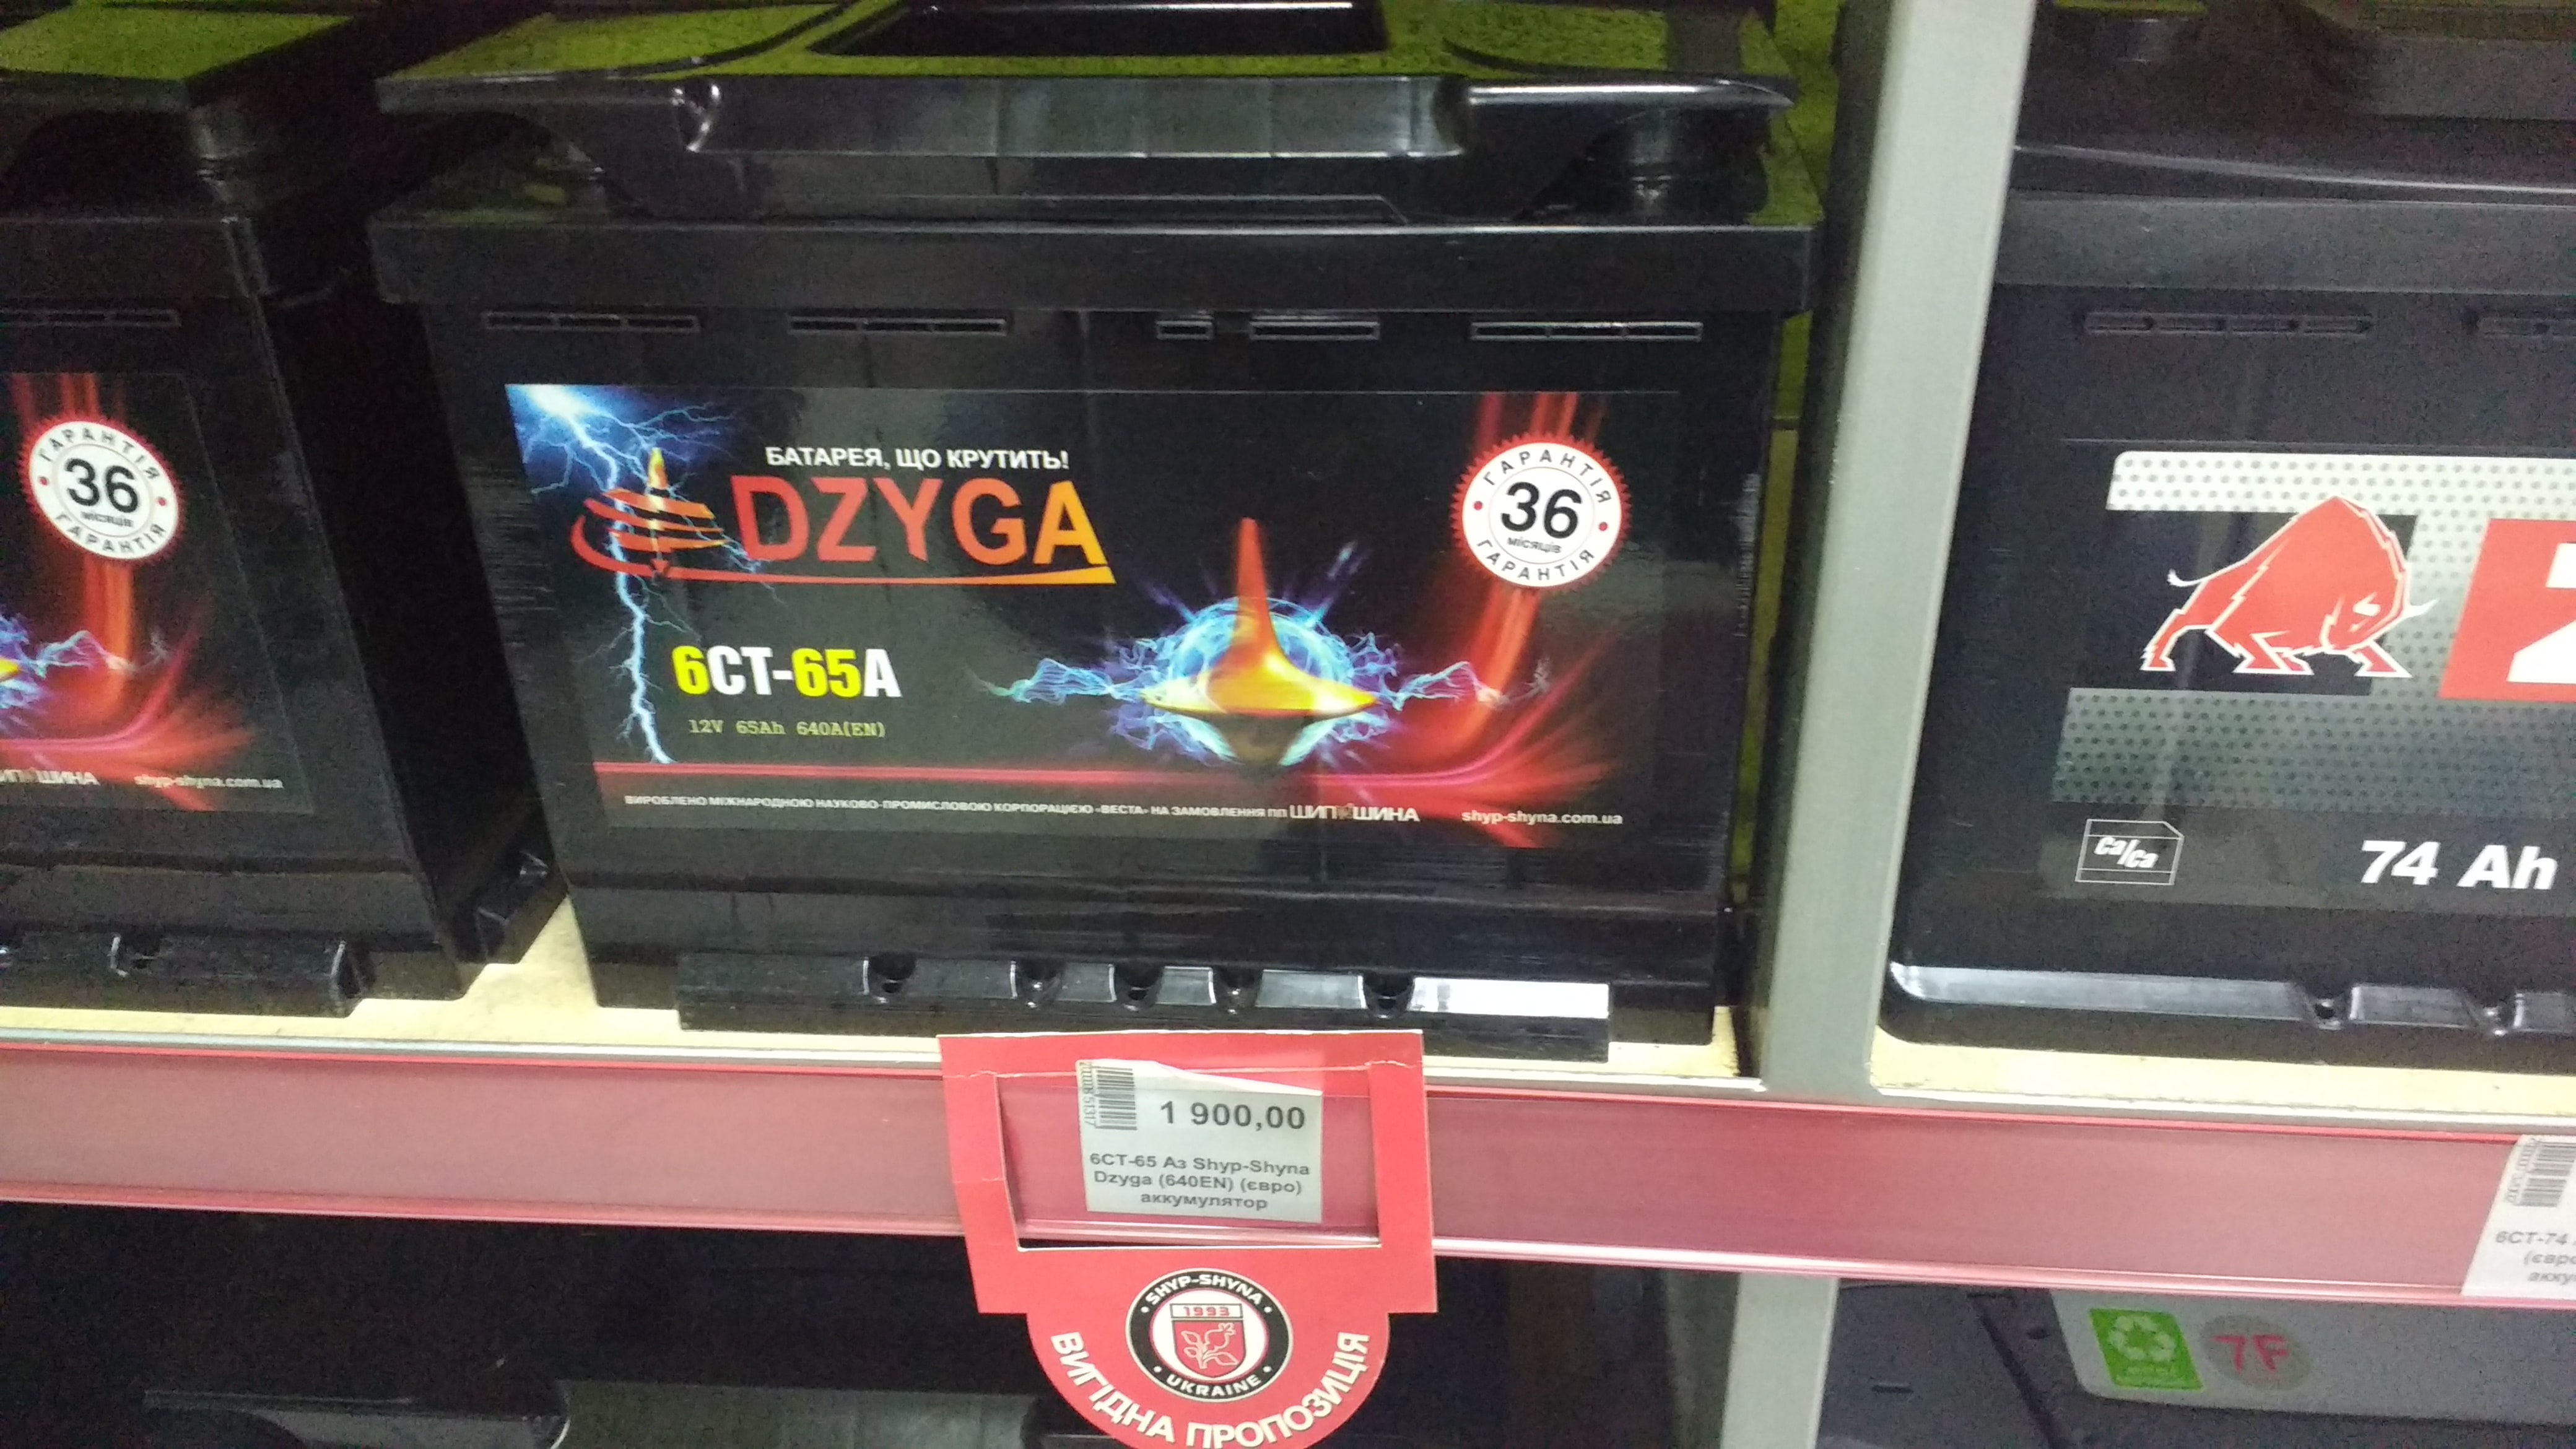 ГАРАНТІЯ
36
місяців
ГАРАНТІЯ
shyp-shyna.com.ua
БАТАРЕЯ, ЩО КРУТИТЬ!
DZYGA
6СТ-65А
12V 65Ah 640A(EN)
ГАРАНТІЯ
36
місяців
ГАРАНТІЯ
ВИРОБЛЕНО МІЖНАРОДНОЮ НАУКОВО-ПРОМИСЛОВОЮ КОРПОРАЦІЄЮ «ВЕСТА» НА ЗАМОВЛЕННЯ ПП ШИП-ШИНА shyp-shyna.com.ua
Ca/Ca
74 Ah
1 900,00
6СТ-65 Аз Shyp-Shyna
Dzyga (640EN) (євро)
аккумулятор
SHYP-SHYNA
1993
UKRAINE
ВИГІДНА ПРОПОЗИЦІЯ
6СТ-74
7F